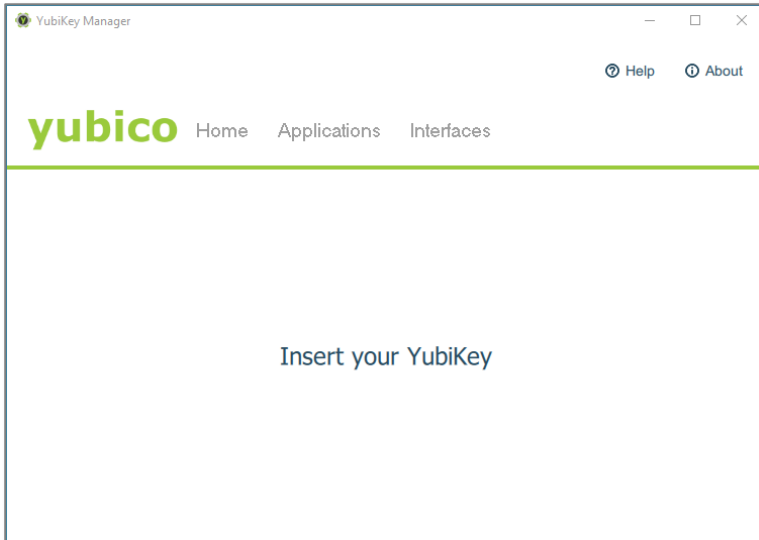 YubiKey Manager
Help About
yubico Home Applications Interfaces
Insert your YubiKey